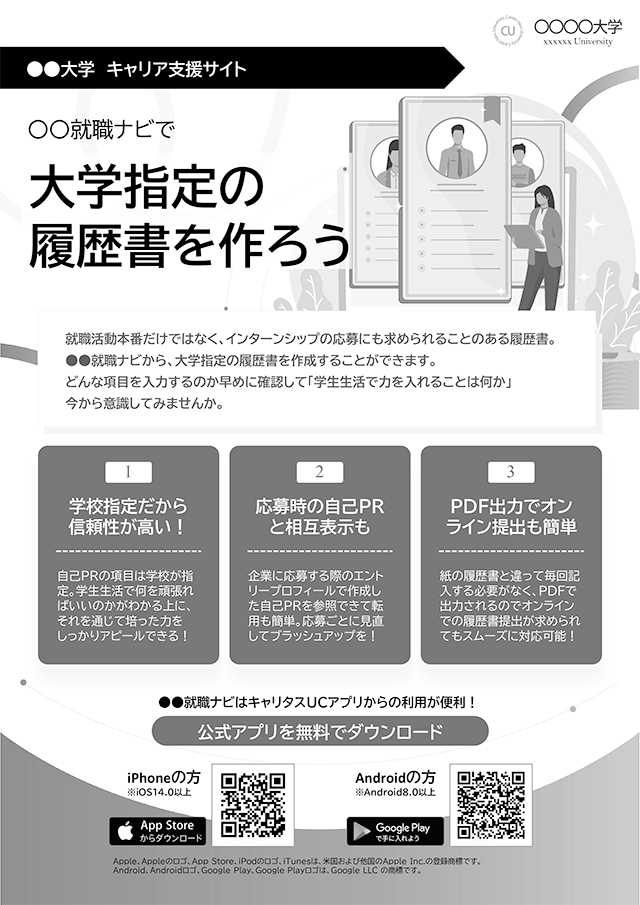 CU
〇〇〇〇大学
xxxxxx University
●●大学 キャリア支援サイト
〇〇就職ナビで
大学指定の
履歴書を作ろう
就職活動本番だけではなく、インターンシップの応募にも求められることのある履歴書。
●●就職ナビから、大学指定の履歴書を作成することができます。
どんな項目を入力するのか早めに確認して「学生生活で力を入れることは何か」
今から意識してみませんか。
1
学校指定だから
信頼性が高い！
自己PRの項目は学校が指
定。学生生活で何を頑張れ
ばいいのかがわかる上に、
それを通じて培った力を
しっかりアピールできる！
2
応募時の自己PR
と相互表示も
企業に応募する際のエント
リープロフィールで作成し
た自己PRを参照できて転
用も簡単。応募ごとに見直
してブラッシュアップを！
3
PDF出力でオン
ライン提出も簡単
紙の履歴書と違って毎回記
入する必要がなく、PDFで
出力されるのでオンライン
での履歴書提出が求められ
てもスムーズに対応可能！
●●就職ナビはキャリタスUCアプリからの利用が便利！
公式アプリを無料でダウンロード
iPhoneの方
※iOS14.0以上
App Store
からダウンロード
Androidの方
※Android8.0以上
Google Play
で手に入れよう
Apple、Appleのロゴ、App Store、iPodのロゴ、iTunesは、米国および他国のApple Inc.の登録商標です。
Android、Androidロゴ、Google Play、Google Playロゴは、Google LLC の商標です。